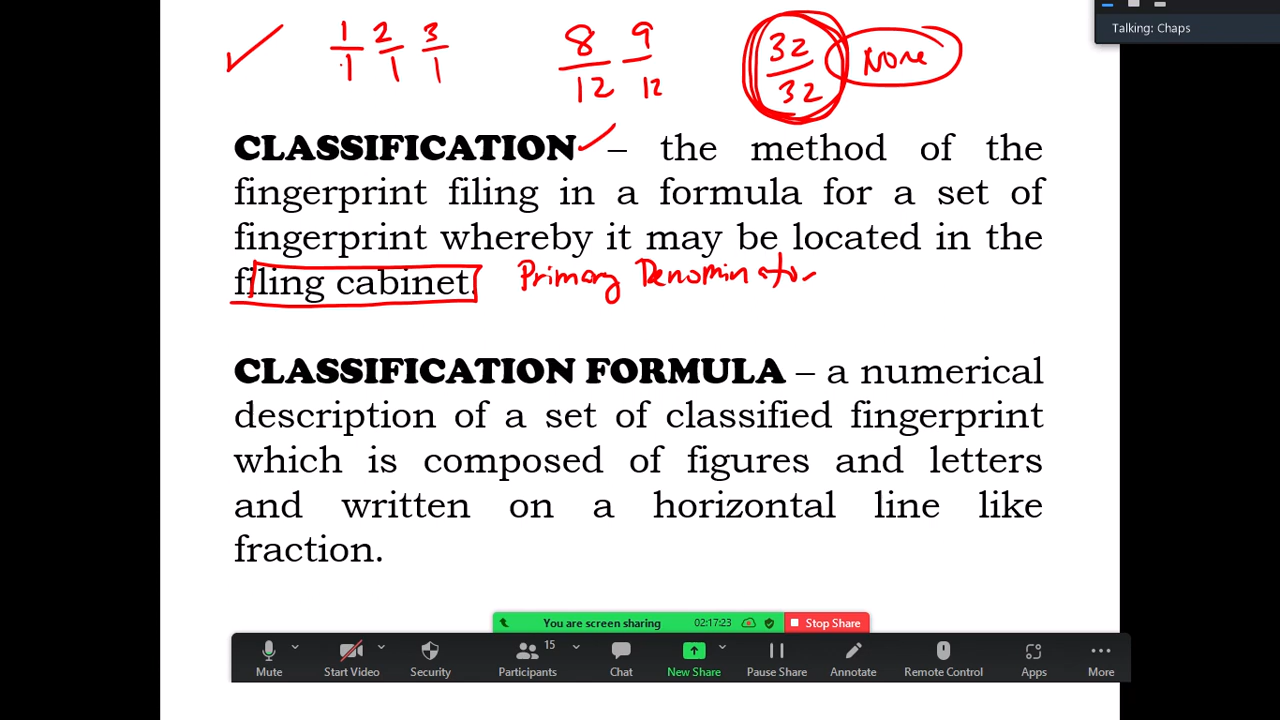 Talking: Chaps
1/1 2/1 3/1 8/12 9/12 32/32 None
CLASSIFICATION – the method of the
fingerprint filing in a formula for a set of
fingerprint whereby it may be located in the
filing cabinet. Primary Denominator
CLASSIFICATION FORMULA – a numerical
description of a set of classified fingerprint
which is composed of figures and letters
and written on a horizontal line like
fraction.
You are screen sharing 02:17:23 Stop Share
15
Mute Start Video Security Participants Chat New Share Pause Share Annotate Remote Control Apps More